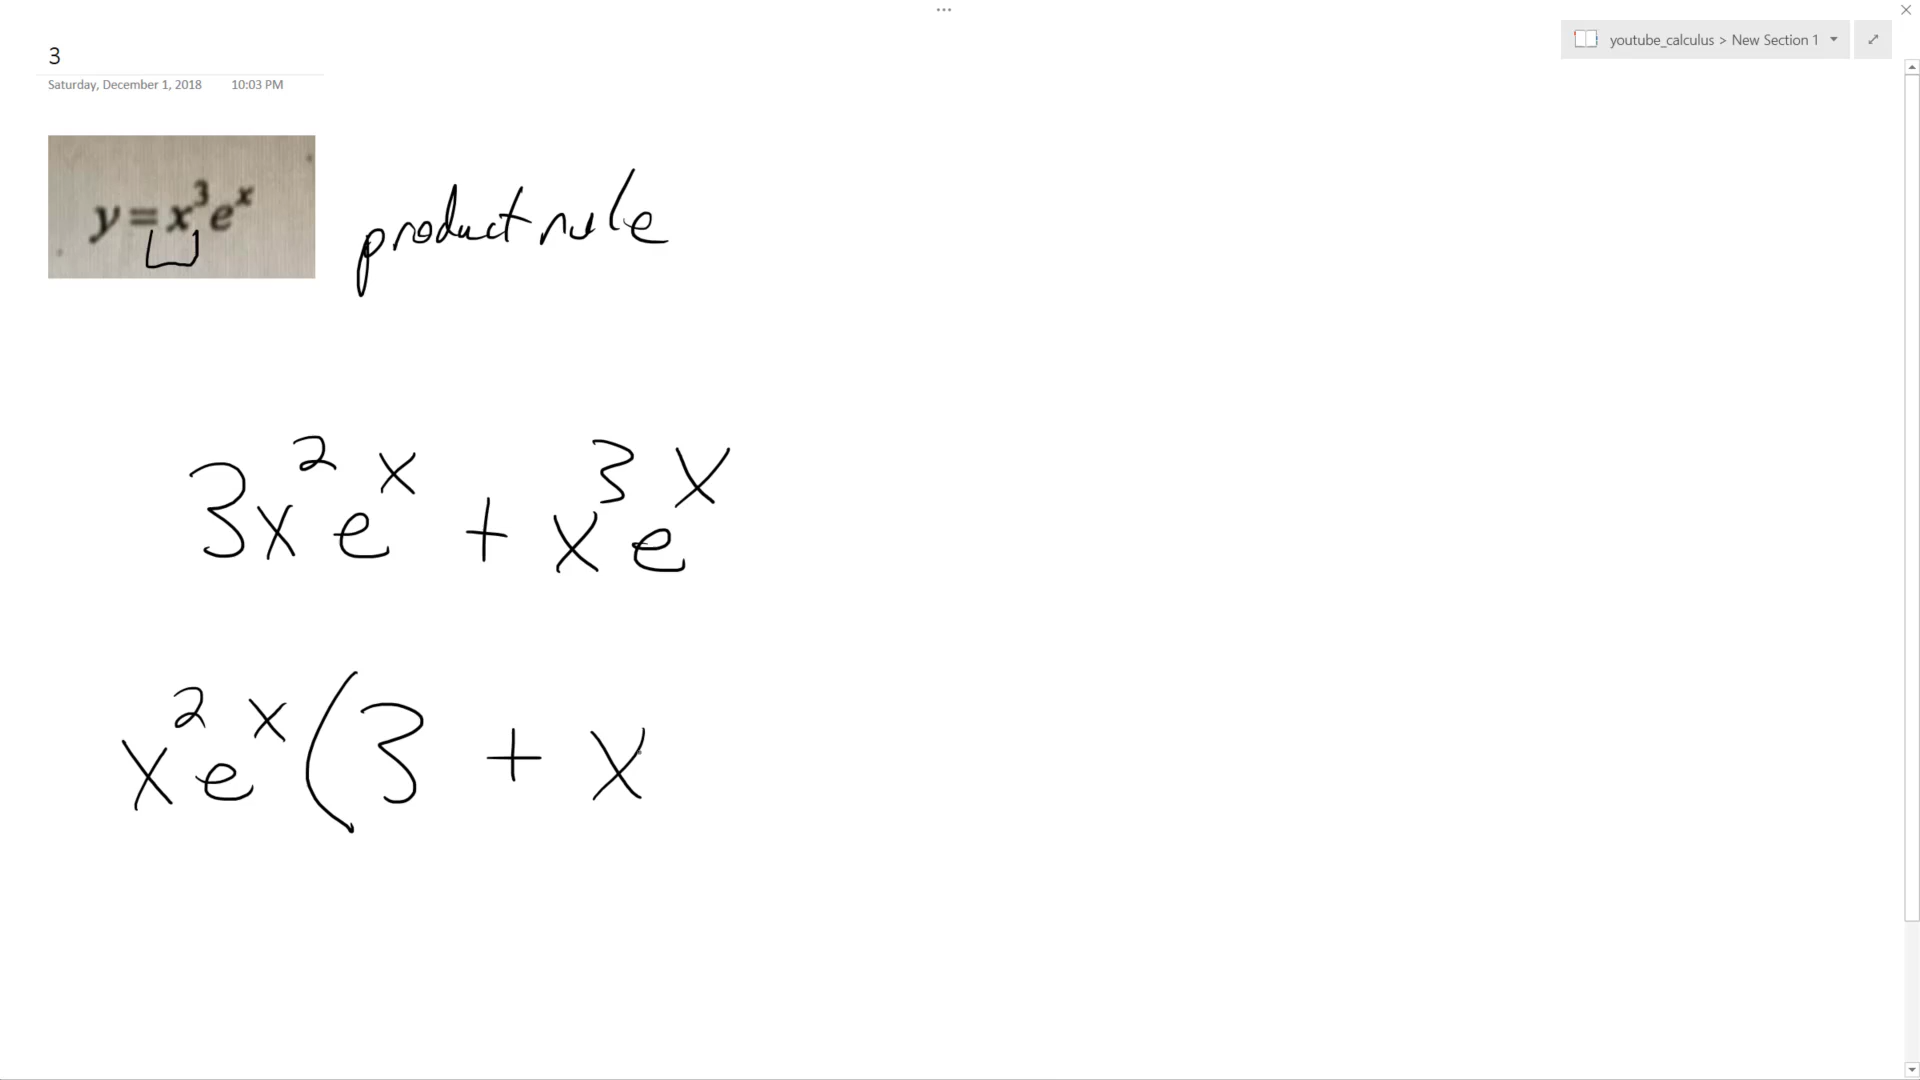 ...
youtube_calculus > New Section 1
3
Saturday, December 1, 2018 10:03 PM
y = x³eˣ
product rule
3x²eˣ + x³eˣ
x²eˣ(3 + x